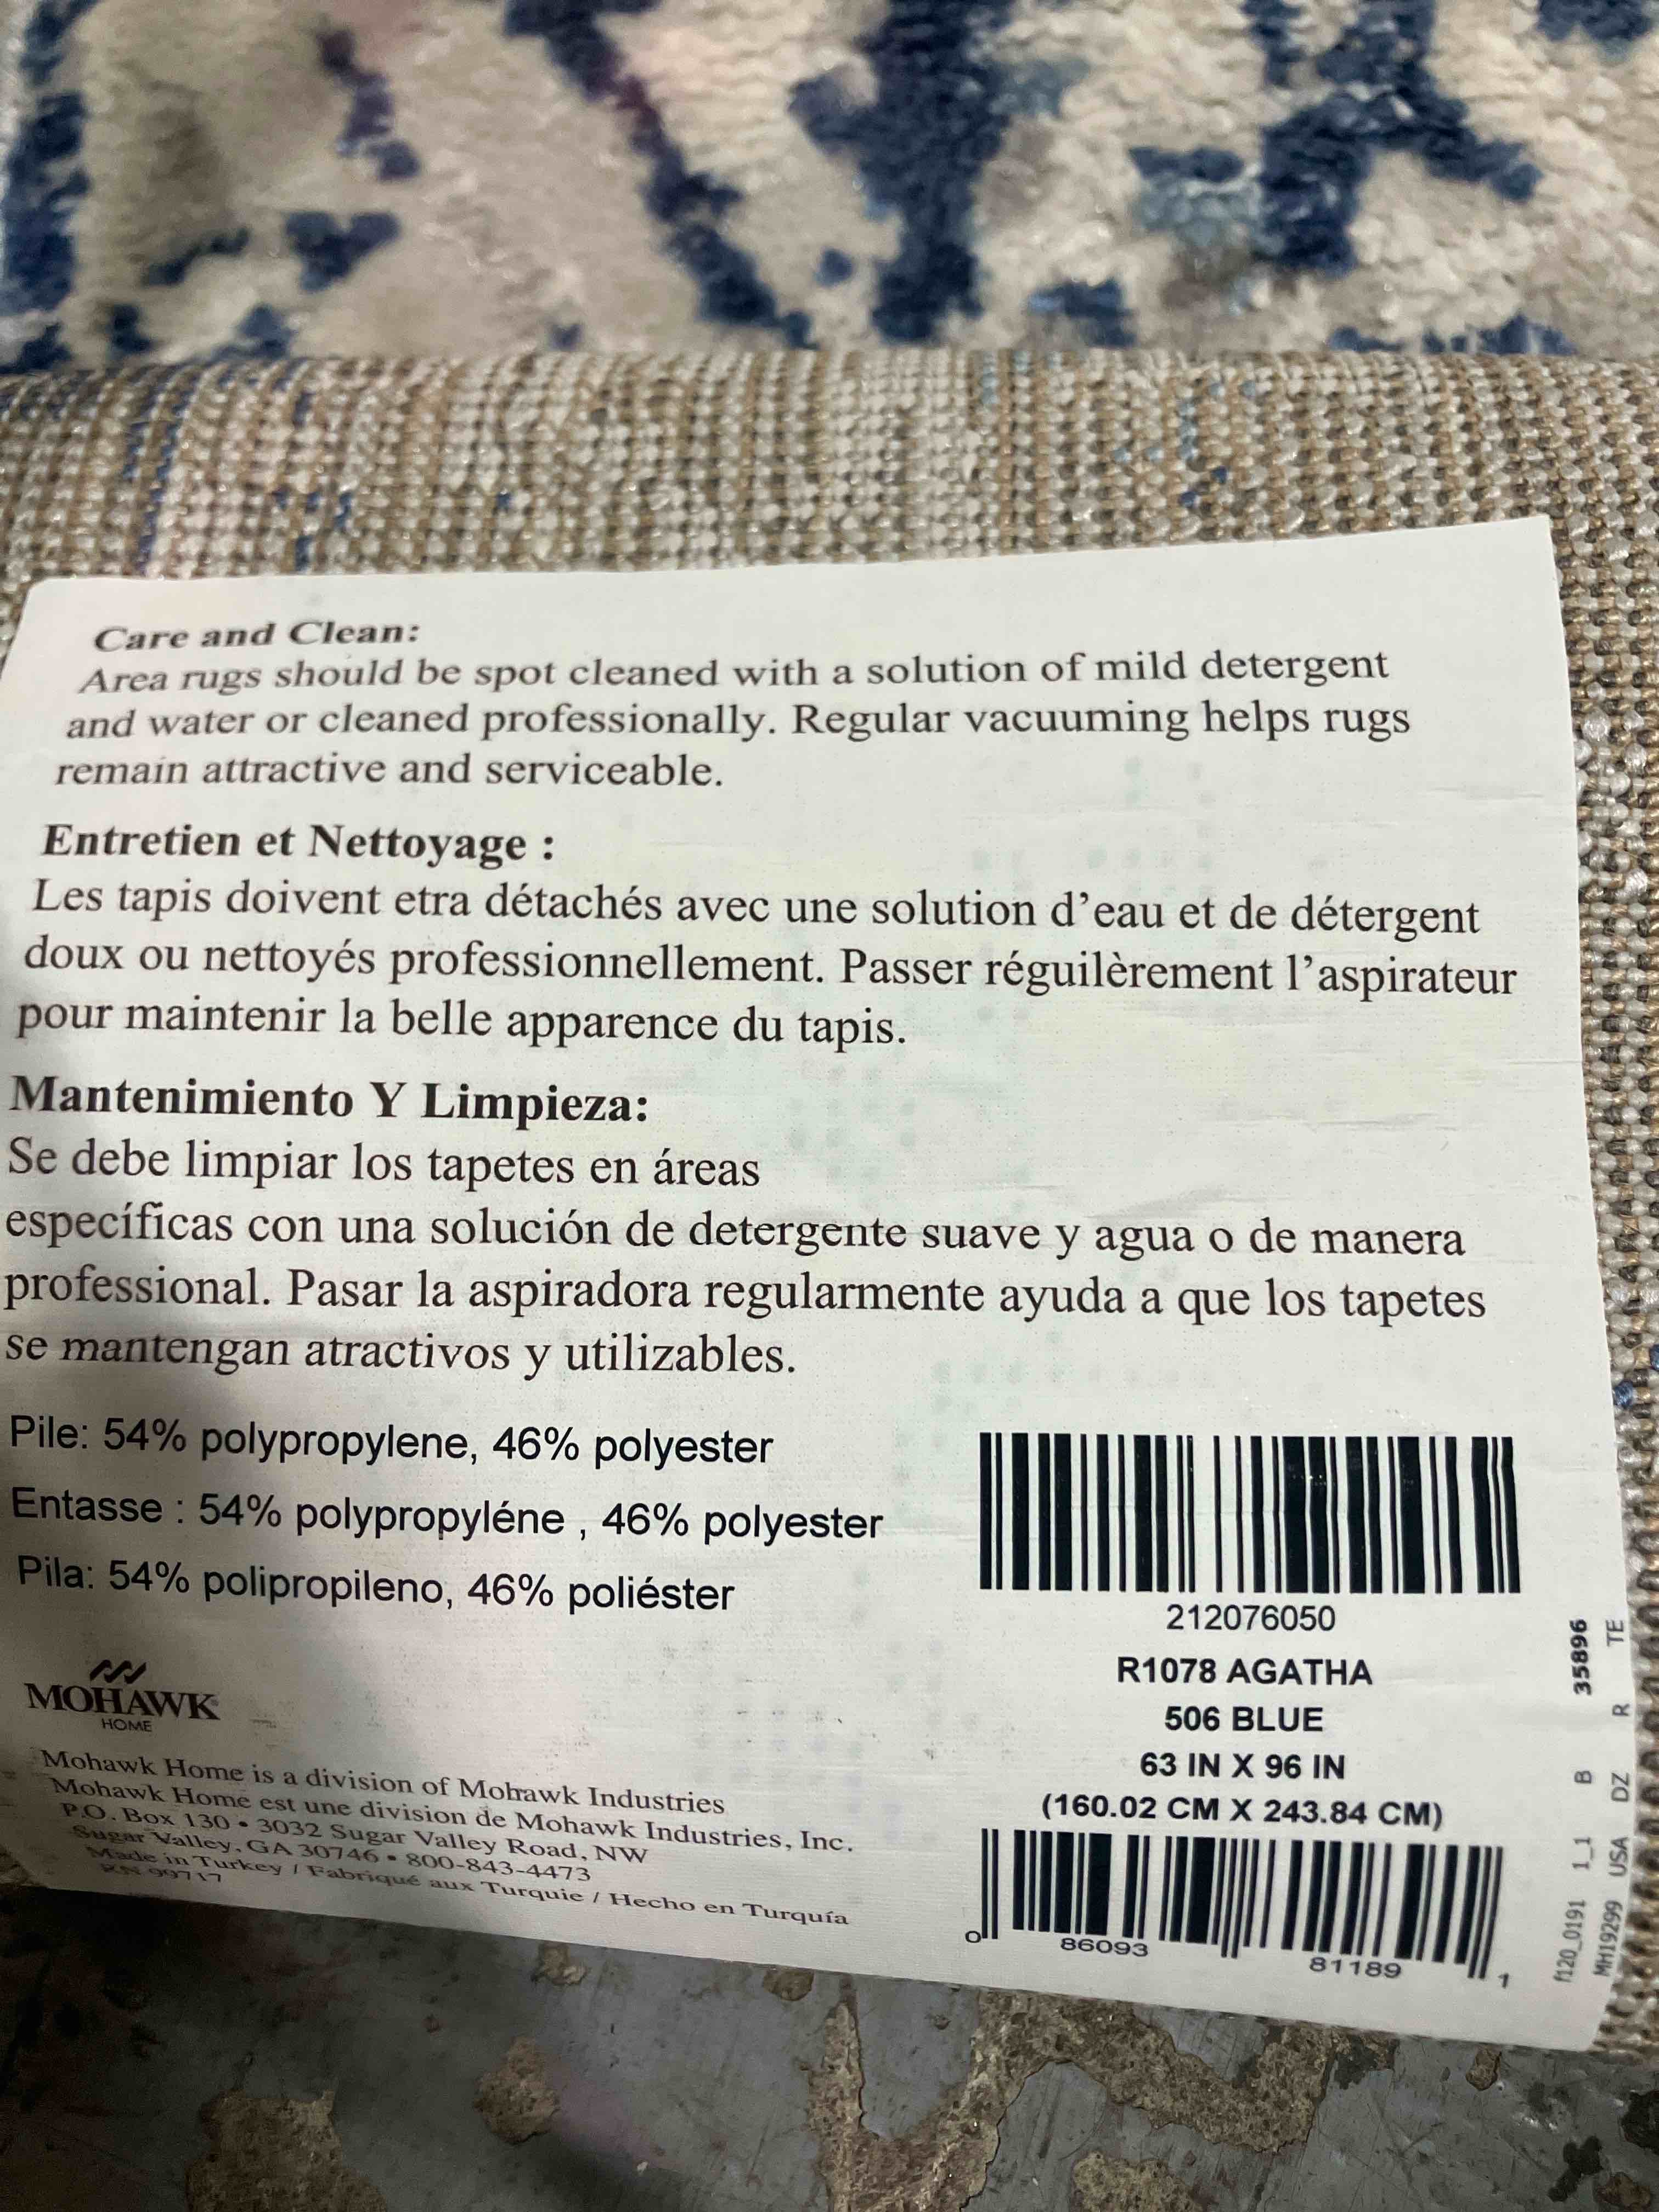 Care and Clean:
Area rugs should be spot cleaned with a solution of mild detergent
and water or cleaned professionally. Regular vacuuming helps rugs
remain attractive and serviceable.
Entretien et Nettoyage :
Les tapis doivent etra détachés avec une solution d'eau et de détergent
doux ou nettoyés professionnellement. Passer réguilèrement l'aspirateur
pour maintenir la belle apparence du tapis.
Mantenimiento Y Limpieza:
Se debe limpiar los tapetes en áreas
específicas con una solución de detergente suave y agua o de manera
professional. Pasar la aspiradora regularmente ayuda a que los tapetes
se mantengan atractivos y utilizables.
Pile: 54% polypropylene, 46% polyester
Entasse : 54% polypropyléne , 46% polyester
Pila: 54% polipropileno, 46% poliéster
MOHAWK
HOME
Mohawk Home is a division of Mohawk Industries
Mohawk Home est une division de Mohawk Industries, Inc.
P.O. Box 130 • 3032 Sugar Valley Road, NW
Sugar Valley, GA 30746 • 800-843-4473
Made in Turkey / Fabriqué aux Turquie / Hecho en Turquía
RN 99717
212076050
R1078 AGATHA
506 BLUE
63 IN X 96 IN
(160.02 CM X 243.84 CM)
0 86093 81189 1
f120_0191 1_1 B 35896
MH19299 USA DZ R TE